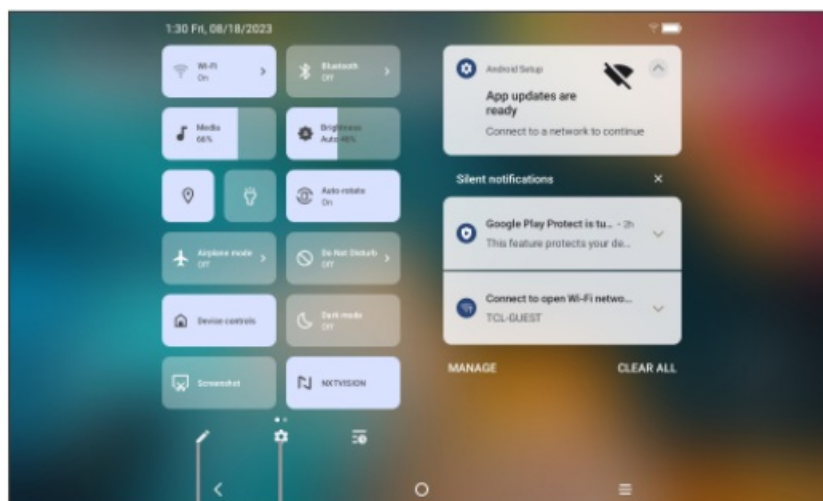 1:30 Fri, 08/18/2023
Wi-Fi
On
Bluetooth
Off
Media
66%
Brightness
Auto 46%
Auto-rotate
On
Airplane mode
Off
Do Not Disturb
Off
Device controls
Dark mode
Off
Screenshot
NXTVISION
Android Setup
App updates are
ready
Connect to a network to continue
Silent notifications
Google Play Protect is tu... • 2h
This feature protects your de...
Connect to open Wi-Fi netwo...
TCL-GUEST
MANAGE
CLEAR ALL